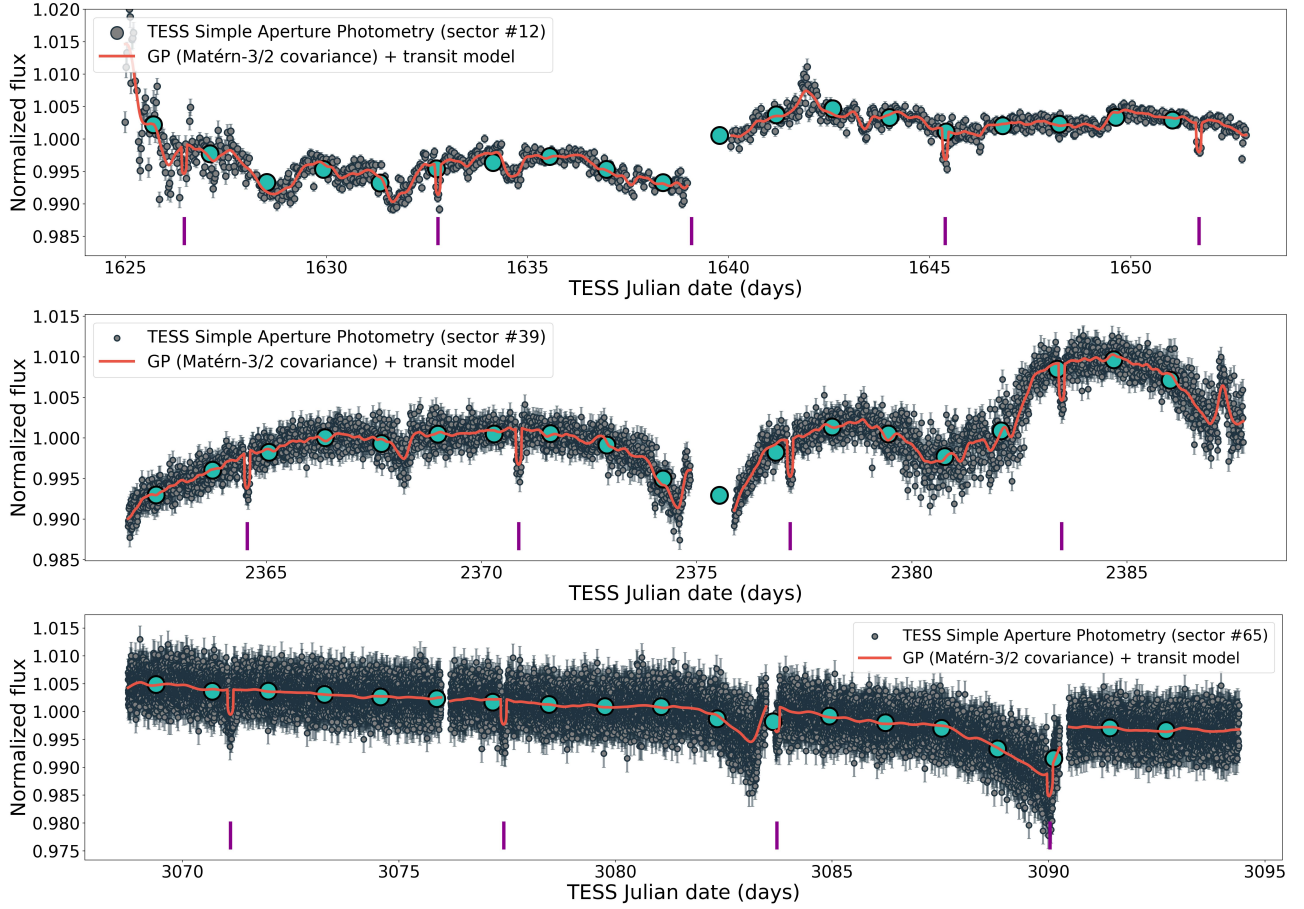 1.020
1.015
1.010
1.005
1.000
0.995
0.990
0.985
Normalized flux
TESS Simple Aperture Photometry (sector #12)
GP (Matérn-3/2 covariance) + transit model
1625 1630 1635 1640 1645 1650
TESS Julian date (days)
1.015
1.010
1.005
1.000
0.995
0.990
0.985
Normalized flux
TESS Simple Aperture Photometry (sector #39)
GP (Matérn-3/2 covariance) + transit model
2365 2370 2375 2380 2385
TESS Julian date (days)
1.015
1.010
1.005
1.000
0.995
0.990
0.985
0.980
0.975
Normalized flux
TESS Simple Aperture Photometry (sector #65)
GP (Matérn-3/2 covariance) + transit model
3070 3075 3080 3085 3090 3095
TESS Julian date (days)